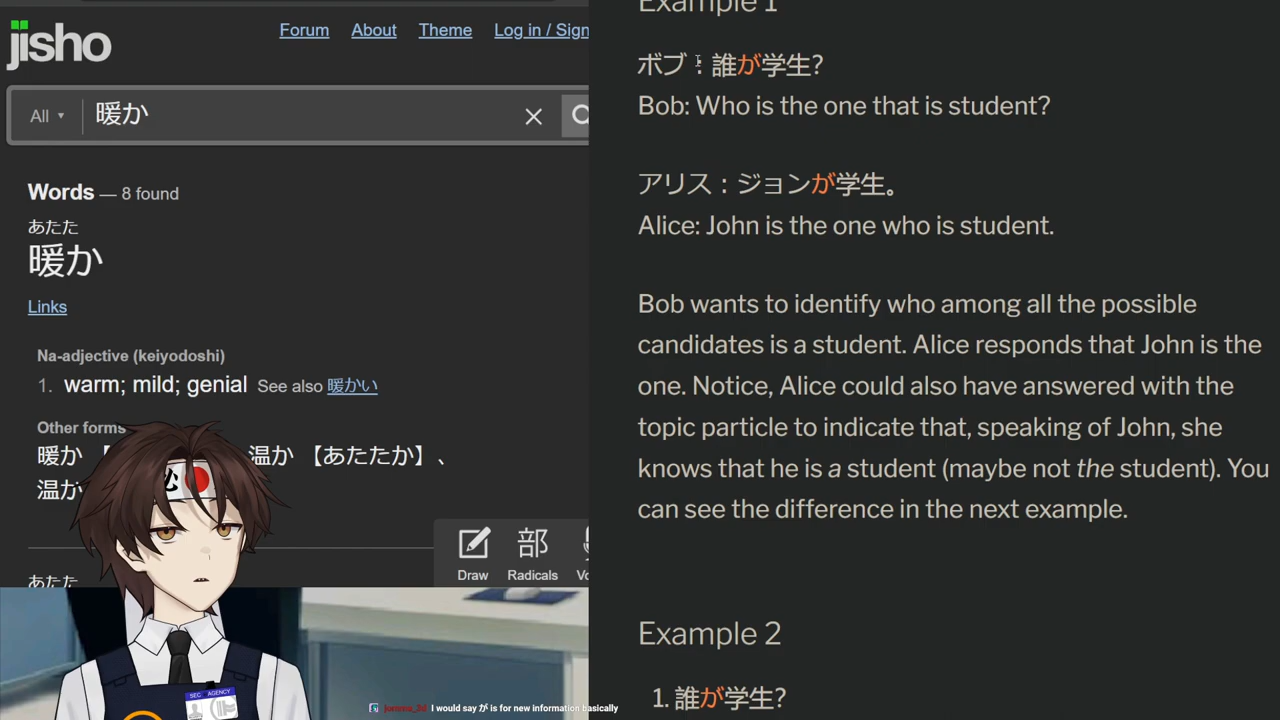 jisho
Forum About Theme Log in / Sign
All ▾ 暖か
Words — 8 found
あたた
暖か
Links
Na-adjective (keiyodoshi)
1. warm; mild; genial See also 暖かい
Other forms
暖か 【 温か 【あたたか】、
温か
Draw Radicals
あたた
SEC AGENCY
I would say が is for new information basically
Example 1
ボブ：誰が学生?
Bob: Who is the one that is student?
アリス：ジョンが学生。
Alice: John is the one who is student.
Bob wants to identify who among all the possible
candidates is a student. Alice responds that John is the
one. Notice, Alice could also have answered with the
topic particle to indicate that, speaking of John, she
knows that he is a student (maybe not the student). You
can see the difference in the next example.
Example 2
1. 誰が学生?